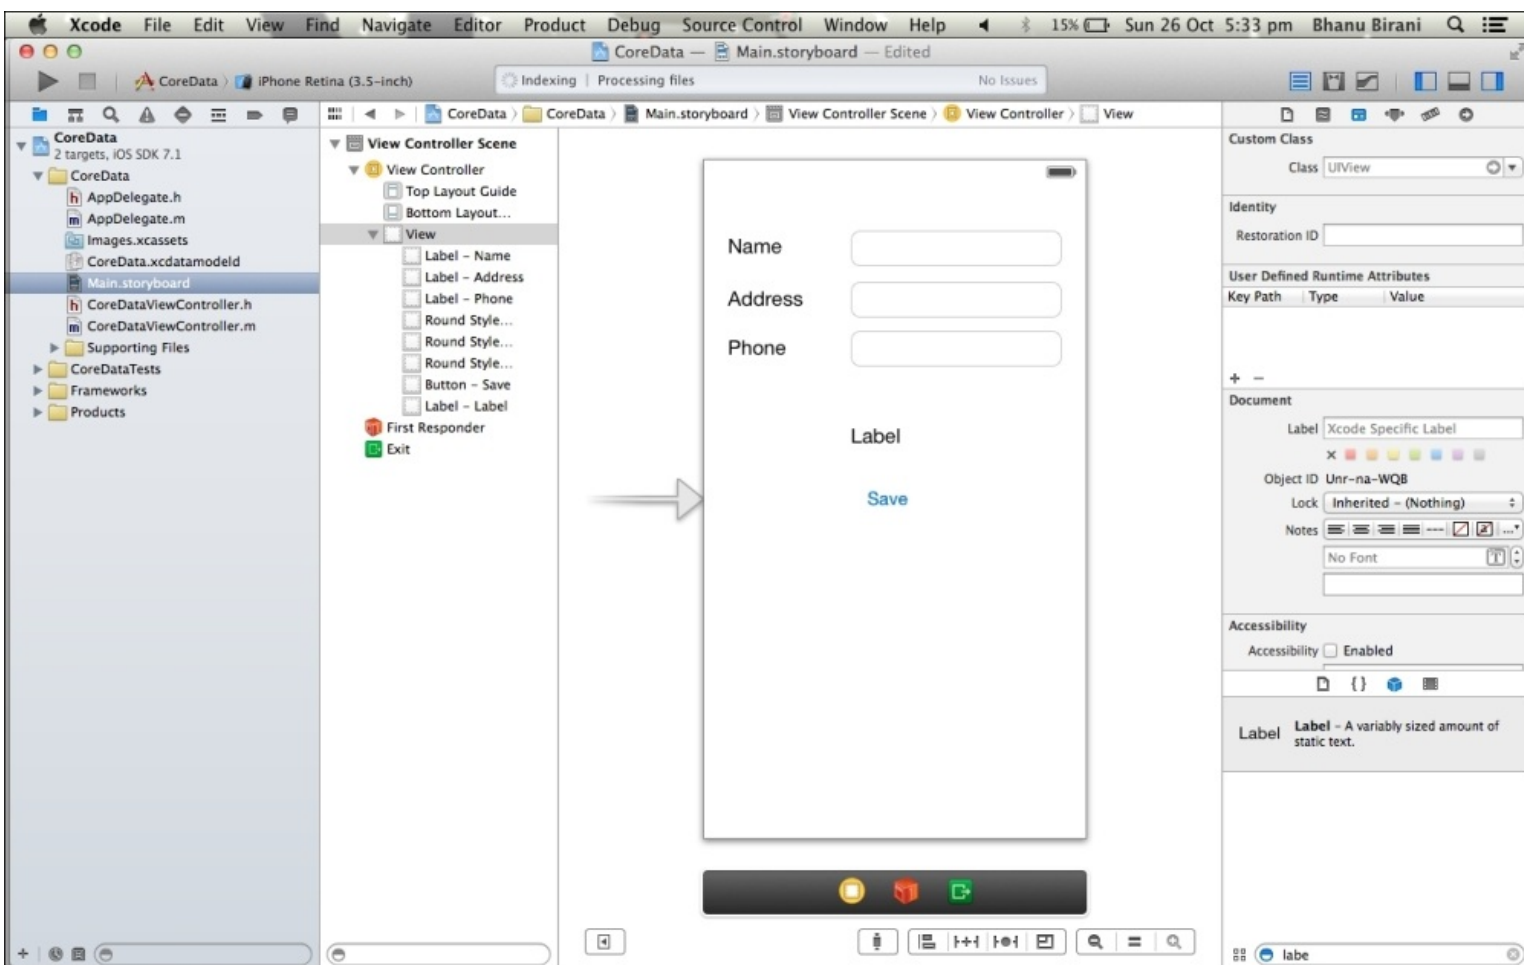 Xcode File Edit View Find Navigate Editor Product Debug Source Control Window Help 15% Sun 26 Oct 5:33 pm Bhanu Birani
CoreData — Main.storyboard — Edited
CoreData iPhone Retina (3.5-inch)
Indexing | Processing files No Issues
CoreData
2 targets, iOS SDK 7.1
CoreData
AppDelegate.h
AppDelegate.m
Images.xcassets
CoreData.xcdatamodeld
Main.storyboard
CoreDataViewController.h
CoreDataViewController.m
Supporting Files
CoreDataTests
Frameworks
Products
CoreData CoreData Main.storyboard View Controller Scene View Controller View
View Controller Scene
View Controller
Top Layout Guide
Bottom Layout...
View
Label – Name
Label – Address
Label – Phone
Round Style...
Round Style...
Round Style...
Button – Save
Label – Label
First Responder
Exit
Name
Address
Phone
Label
Save
Custom Class
Class UIView
Identity
Restoration ID
User Defined Runtime Attributes
Key Path Type Value
+ −
Document
Label Xcode Specific Label
Object ID Unr-na-WQB
Lock Inherited – (Nothing)
Notes
No Font
Accessibility
Accessibility Enabled
Label Label – A variably sized amount of
static text.
labe